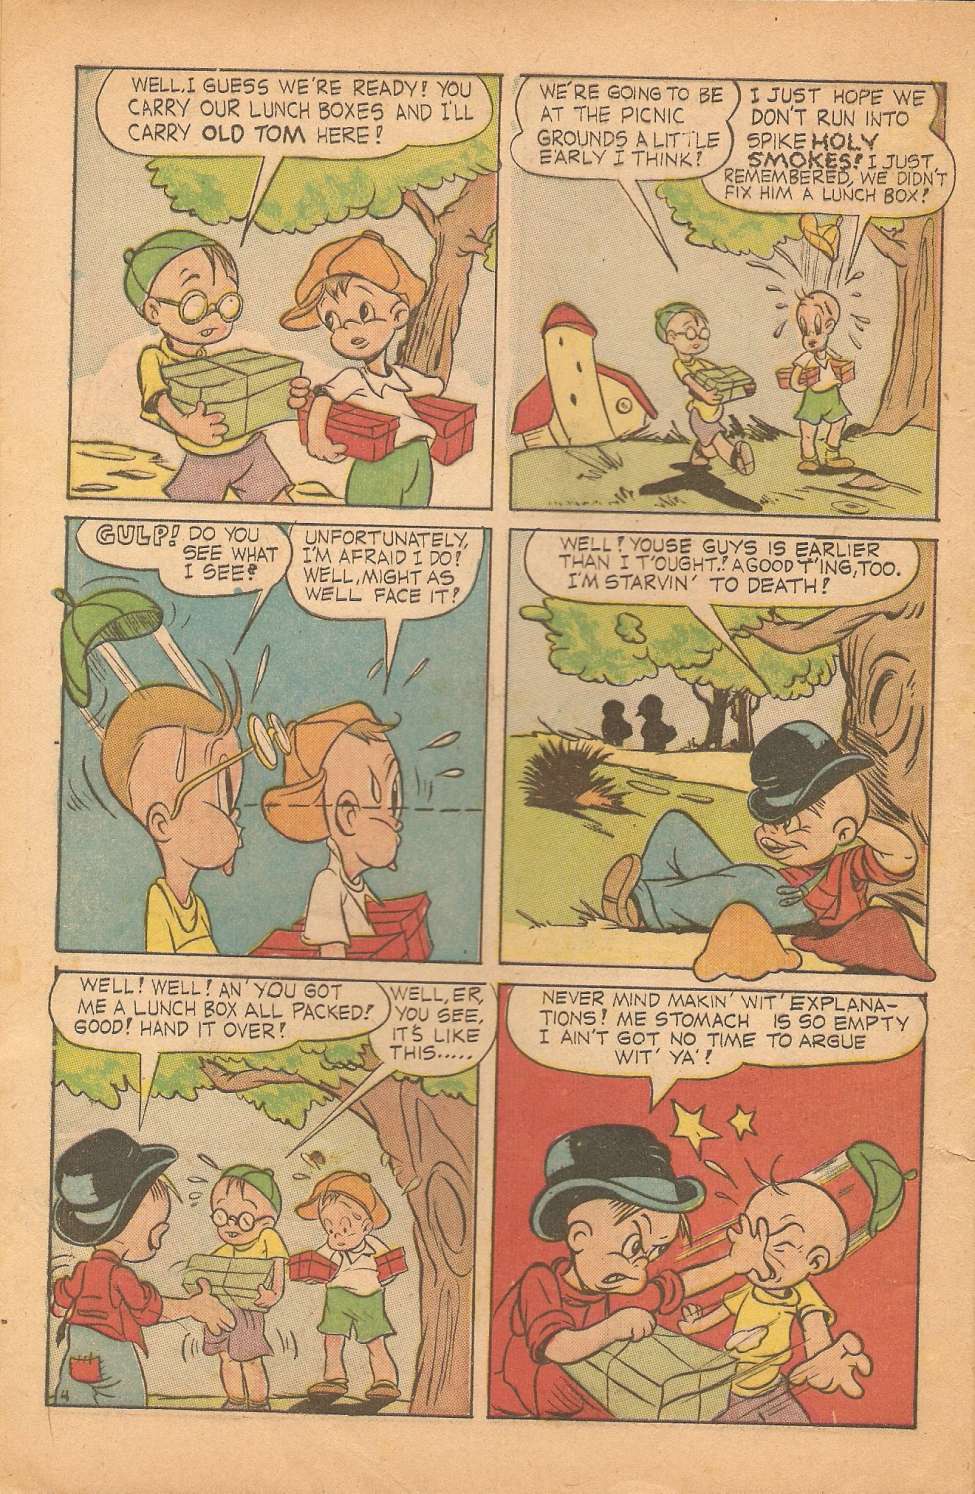 WELL, I GUESS WE'RE READY! YOU
CARRY OUR LUNCH BOXES AND I'LL
CARRY OLD TOM HERE!
WE'RE GOING TO BE
AT THE PICNIC
GROUNDS A LITTLE
EARLY I THINK!
I JUST HOPE WE
DON'T RUN INTO
SPIKE HOLY
SMOKES! I JUST
REMEMBERED, WE DIDN'T
FIX HIM A LUNCH BOX!
GULP! DO YOU
SEE WHAT
I SEE?
UNFORTUNATELY,
I'M AFRAID I DO!
WELL, MIGHT AS
WELL FACE IT!
WELL! YOUSE GUYS IS EARLIER
THAN I T'OUGHT! A GOOD T'ING, TOO.
I'M STARVIN' TO DEATH!
WELL! WELL! AN' YOU GOT
ME A LUNCH BOX ALL PACKED!
GOOD! HAND IT OVER!
WELL, ER,
YOU SEE,
IT'S LIKE
THIS.....
NEVER MIND MAKIN' WIT' EXPLANA-
TIONS! ME STOMACH IS SO EMPTY
I AIN'T GOT NO TIME TO ARGUE
WIT' YA'!
4